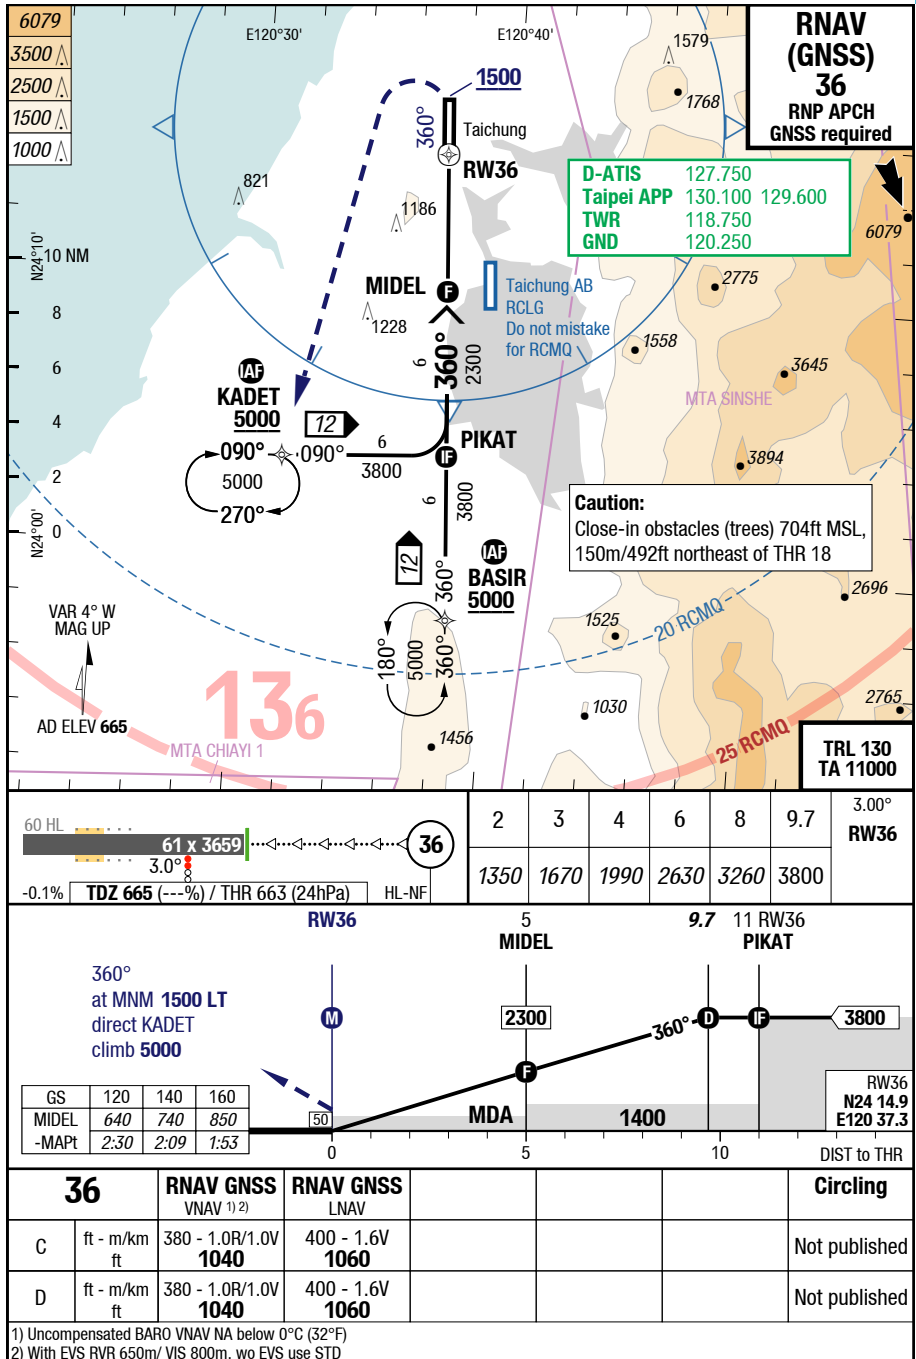 6079
3500
2500
1500
1000
E120°30'
E120°40'
RNAV
(GNSS)
36
RNP APCH
GNSS required
1579
1768
1500
360°
Taichung
RW36
D-ATIS 127.750
Taipei APP 130.100 129.600
TWR 118.750
GND 120.250
821
1186
6079
N24°10'
10 NM
8
6
4
2
0
N24°00'
MIDEL
F
Taichung AB
RCLG
Do not mistake
for RCMQ
2775
1228
1558
3645
6
360°
2300
MTA SINSHE
IAF
KADET
5000
12
090°
090°
6
3800
5000
270°
PIKAT
IF
3894
6
3800
Caution:
Close-in obstacles (trees) 704ft MSL,
150m/492ft northeast of THR 18
12
IAF
BASIR
5000
360°
2696
VAR 4° W
MAG UP
1525
20 RCMQ
180°
5000
360°
136
AD ELEV 665
1030
2765
1456
MTA CHIAYI 1
25 RCMQ
TRL 130
TA 11000
60 HL
61 x 3659
36
3.0°
-0.1%
TDZ 665 (---%) / THR 663 (24hPa)
HL-NF
2 3 4 6 8 9.7 3.00°
RW36
1350 1670 1990 2630 3260 3800
RW36
5
MIDEL
9.7
11 RW36
PIKAT
360°
at MNM 1500 LT
direct KADET
climb 5000
M
2300
360°
D
IF
3800
F
50
MDA
1400
RW36
N24 14.9
E120 37.3
GS 120 140 160
MIDEL 640 740 850
-MAPt 2:30 2:09 1:53
0 5 10
DIST to THR
36
RNAV GNSS
VNAV 1) 2)
RNAV GNSS
LNAV
Circling
C
ft - m/km
ft
380 - 1.0R/1.0V
1040
400 - 1.6V
1060
Not published
D
ft - m/km
ft
380 - 1.0R/1.0V
1040
400 - 1.6V
1060
Not published
1) Uncompensated BARO VNAV NA below 0°C (32°F)
2) With EVS RVR 650m/ VIS 800m, wo EVS use STD